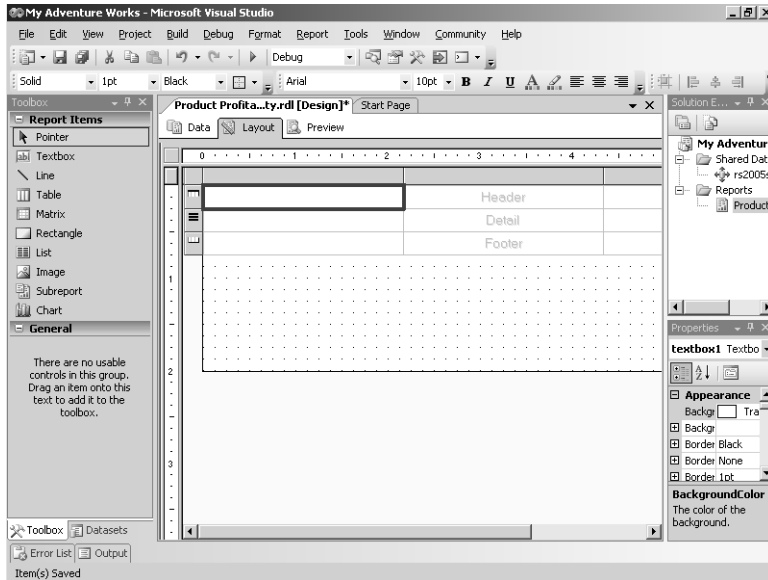 My Adventure Works - Microsoft Visual Studio
File Edit View Project Build Debug Format Report Tools Window Community Help
Debug
Solid 1pt Black Arial 10pt B I U A
Toolbox
Report Items
Pointer
Textbox
Line
Table
Matrix
Rectangle
List
Image
Subreport
Chart
General
There are no usable
controls in this group.
Drag an item onto this
text to add it to the
toolbox.
Toolbox Datasets
Product Profita...ty.rdl [Design]* Start Page
Data Layout Preview
0 1 2 3 4
Header
Detail
Footer
1
2
3
Solution E...
My Adventur
Shared Dat
rs2005s
Reports
Product
Properties
textbox1 Textbo
Appearance
Backgr Tra
Backgr
Border Black
Border None
Border 1pt
BackgroundColor
The color of the
background.
Error List Output
Item(s) Saved